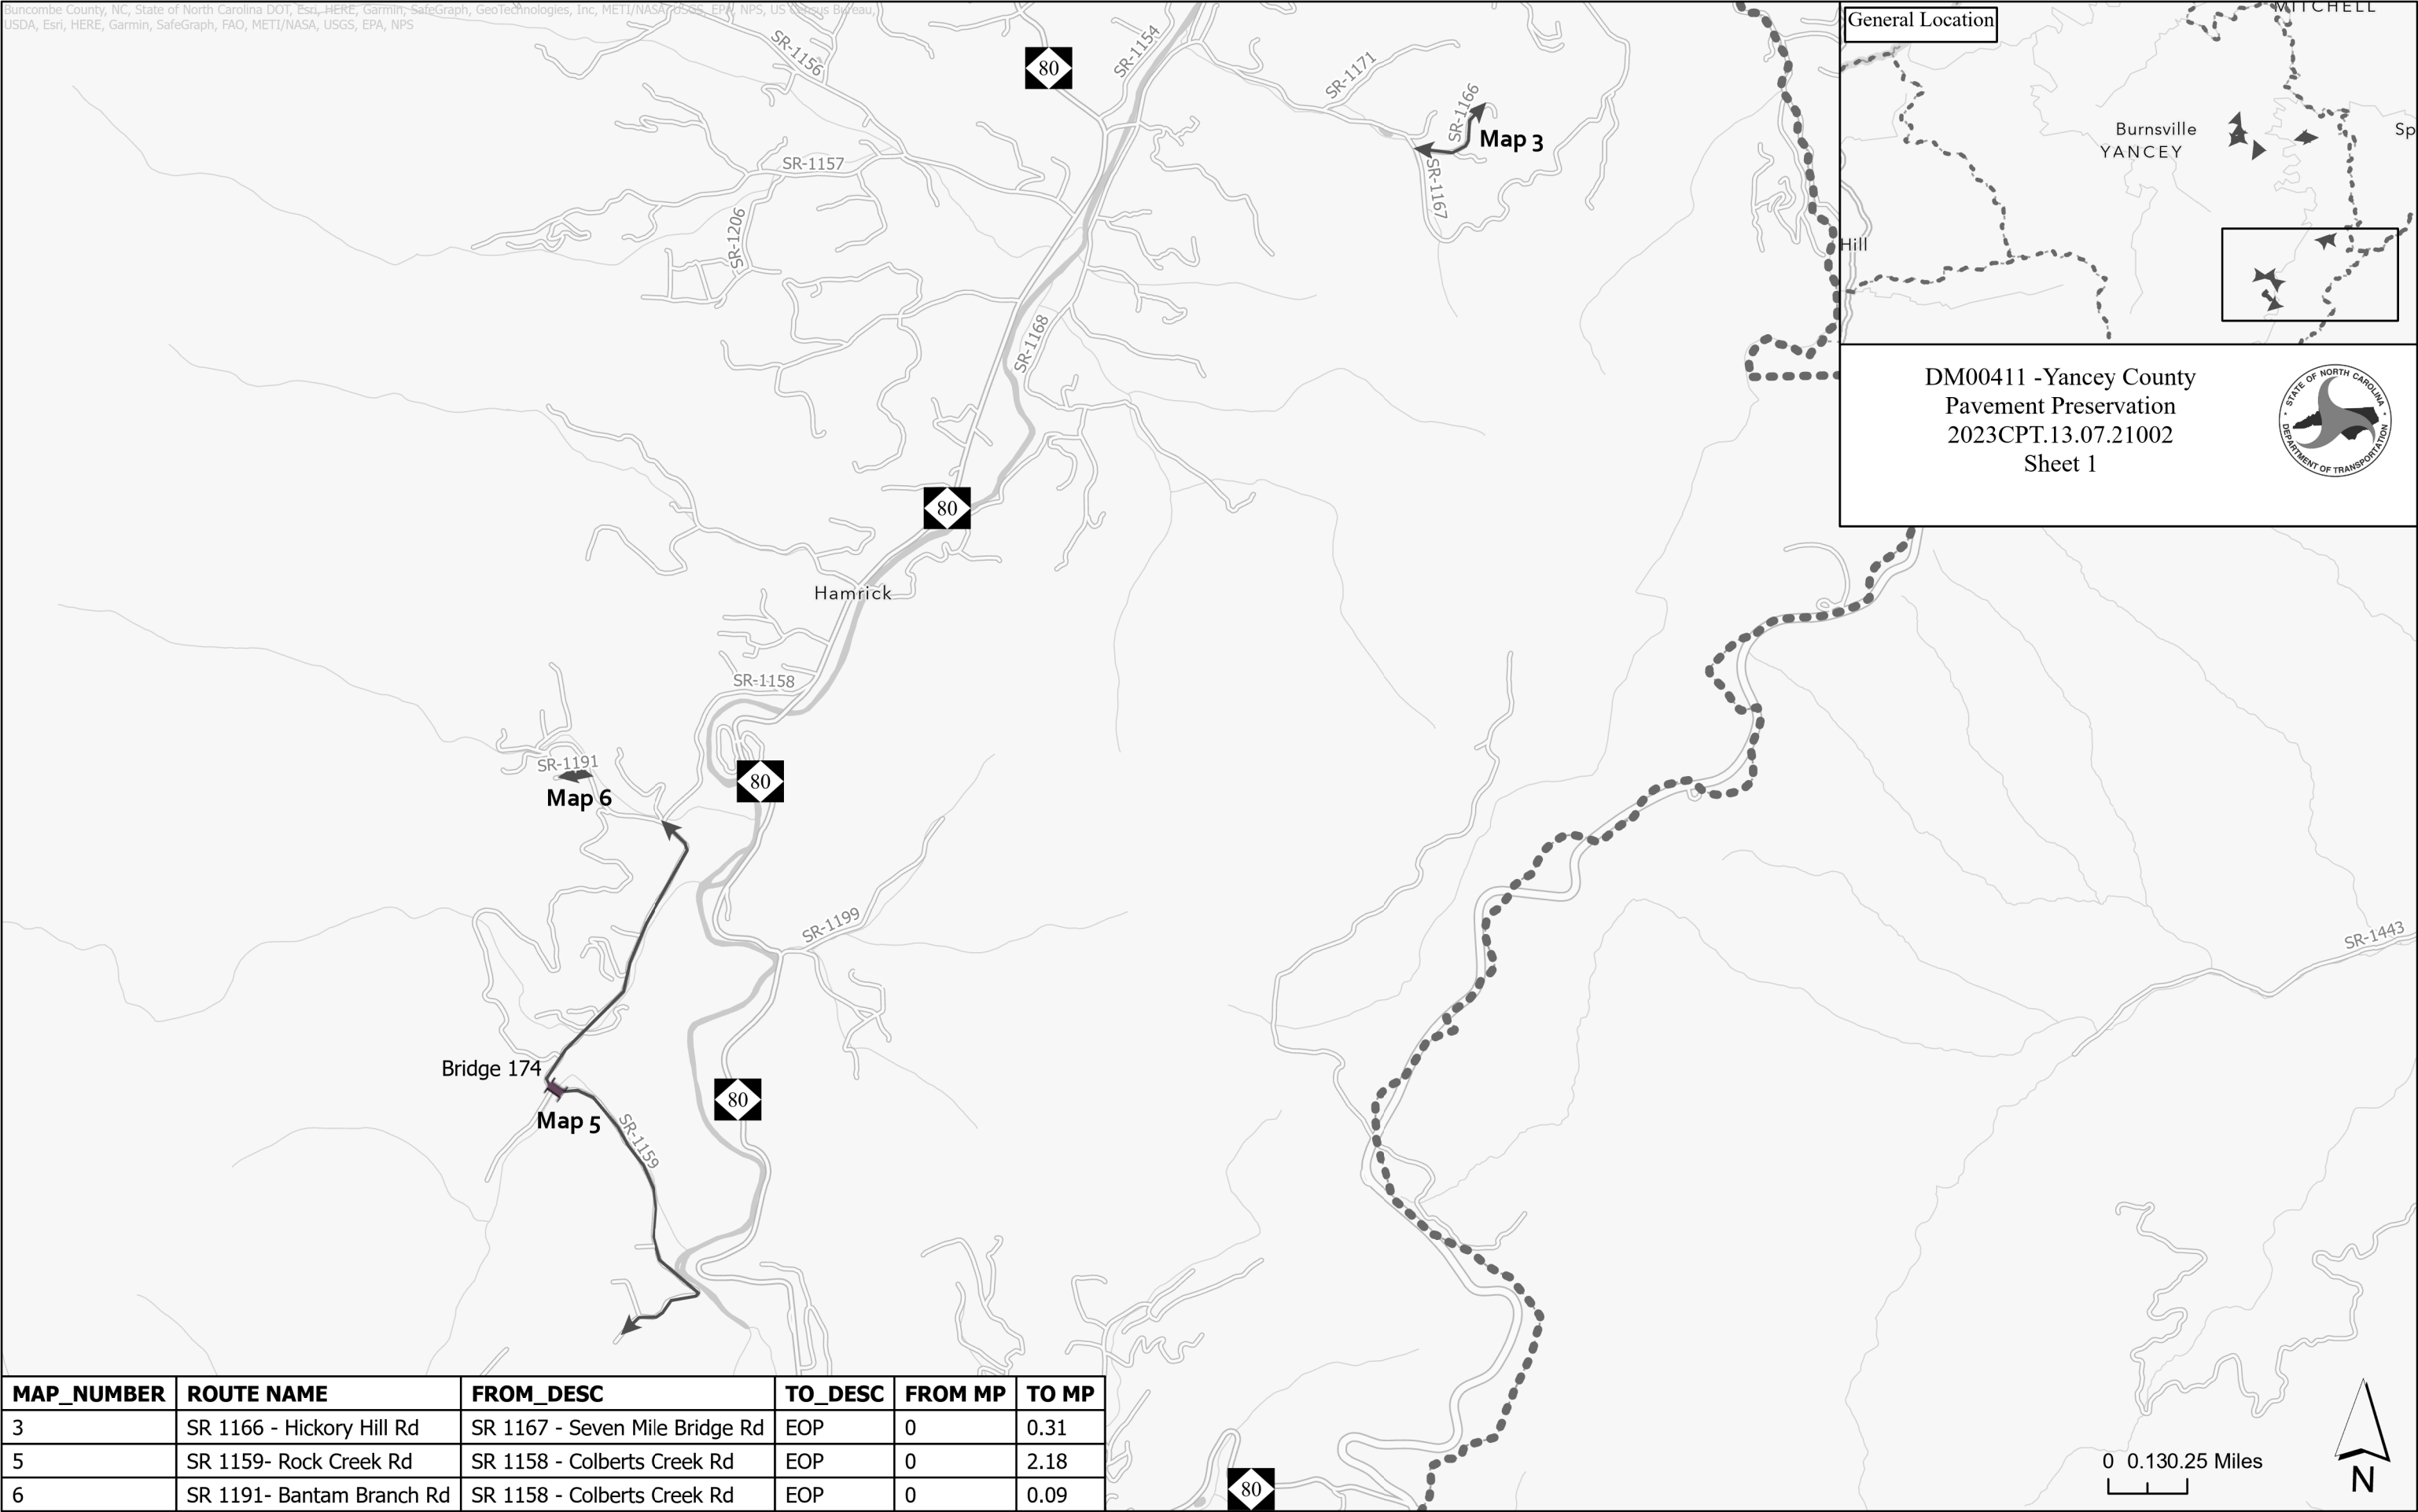 Buncombe County, NC, State of North Carolina DOT, Esri, HERE, Garmin, SafeGraph, GeoTechnologies, Inc, METI/NASA, USGS, EPA, NPS, US Census Bureau,
USDA, Esri, HERE, Garmin, SafeGraph, FAO, METI/NASA, USGS, EPA, NPS
General Location
MITCHELL
Burnsville
YANCEY
Sp
Hill
DM00411 -Yancey County
Pavement Preservation
2023CPT.13.07.21002
Sheet 1
STATE OF NORTH CAROLINA
DEPARTMENT OF TRANSPORTATION
SR-1156
80
SR-1154
SR-1171
SR-1166
Map 3
SR-1157
SR-1167
SR-1206
SR-1168
80
Hamrick
SR-1158
SR-1191
80
Map 6
SR-1199
SR-1443
Bridge 174
80
Map 5
SR-1159
80
0 0.130.25 Miles
N
MAP_NUMBER ROUTE NAME FROM_DESC TO_DESC FROM MP TO MP
3 SR 1166 - Hickory Hill Rd SR 1167 - Seven Mile Bridge Rd EOP 0 0.31
5 SR 1159- Rock Creek Rd SR 1158 - Colberts Creek Rd EOP 0 2.18
6 SR 1191- Bantam Branch Rd SR 1158 - Colberts Creek Rd EOP 0 0.09